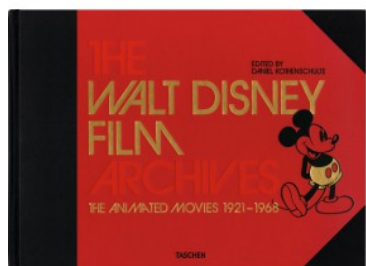 THE
EDITED BY
DANIEL KOTHENSCHULTE
WALT DISNEY
FILM
ARCHIVES
THE ANIMATED MOVIES 1921–1968
TASCHEN